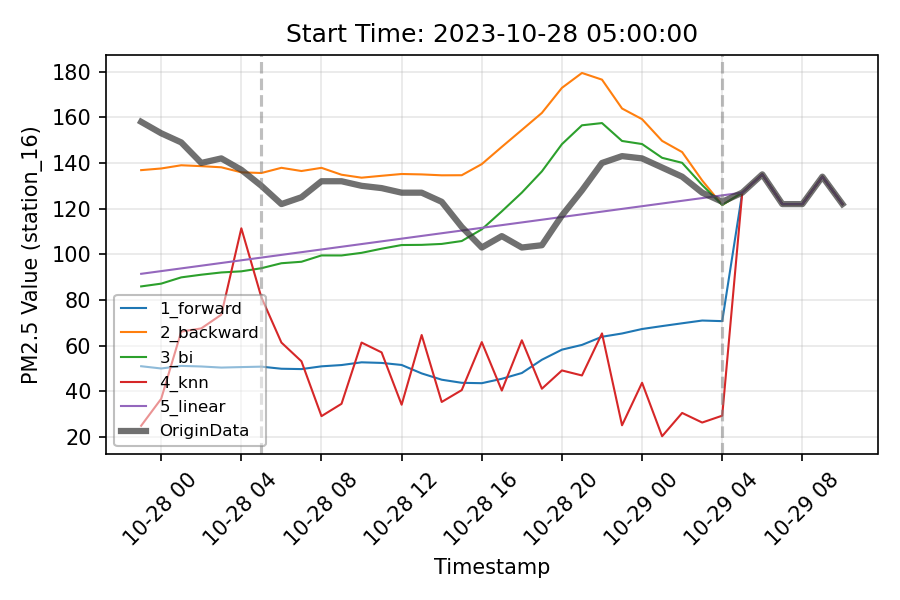 Start Time: 2023-10-28 05:00:00
PM2.5 Value (station_16)
180
160
140
120
100
80
60
40
20
1_forward
2_backward
3_bi
4_knn
5_linear
OriginData
10-28 00
10-28 04
10-28 08
10-28 12
10-28 16
10-28 20
10-29 00
10-29 04
10-29 08
Timestamp